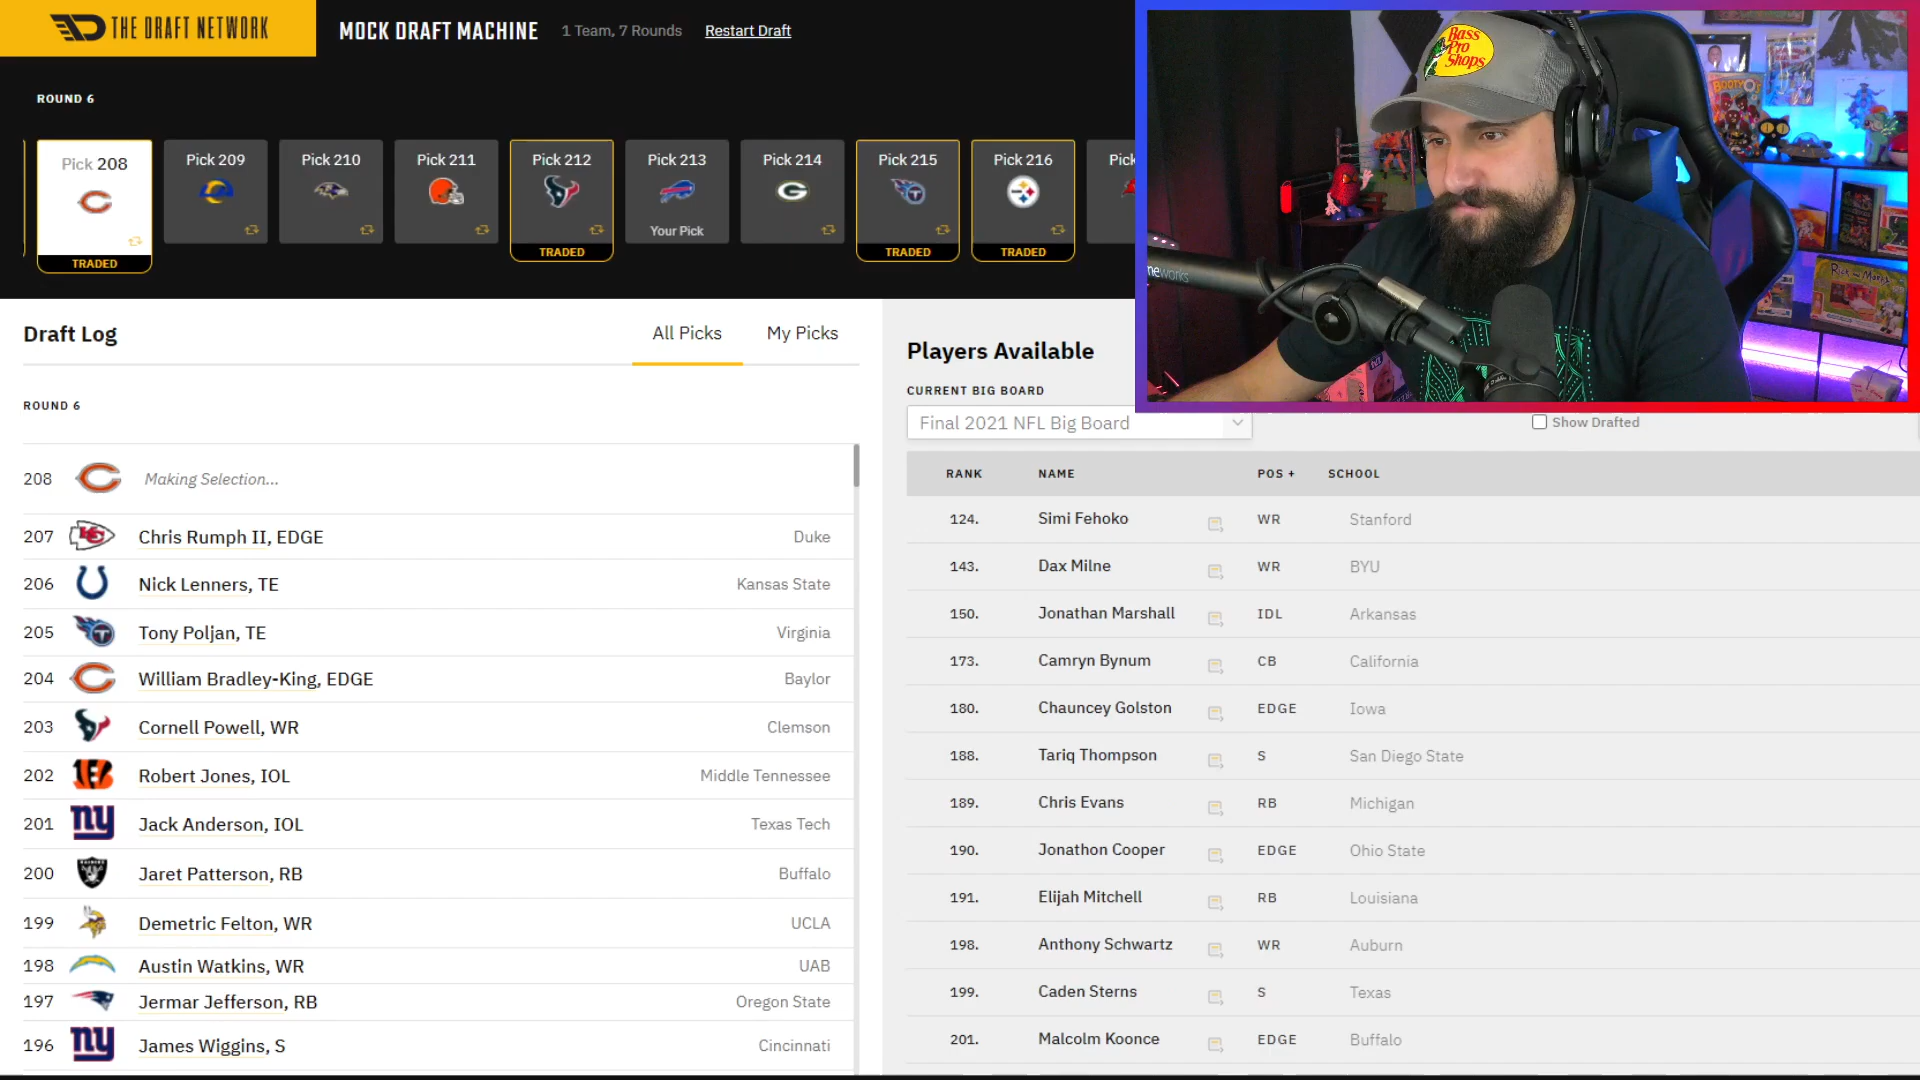 THE DRAFT NETWORK
MOCK DRAFT MACHINE
1 Team, 7 Rounds
Restart Draft
ROUND 6
Pick 208
TRADED
Pick 209
Pick 210
Pick 211
Pick 212
TRADED
Pick 213
Your Pick
Pick 214
Pick 215
TRADED
Pick 216
TRADED
Pick
Bass
Pro
Shops
BOOTY O's
Rick and Morty
neworks
Draft Log
All Picks
My Picks
ROUND 6
208 Making Selection...
207 Chris Rumph II, EDGE Duke
206 Nick Lenners, TE Kansas State
205 Tony Poljan, TE Virginia
204 William Bradley-King, EDGE Baylor
203 Cornell Powell, WR Clemson
202 Robert Jones, IOL Middle Tennessee
201 ny Jack Anderson, IOL Texas Tech
200 Jaret Patterson, RB Buffalo
199 Demetric Felton, WR UCLA
198 Austin Watkins, WR UAB
197 Jermar Jefferson, RB Oregon State
196 ny James Wiggins, S Cincinnati
Players Available
CURRENT BIG BOARD
Final 2021 NFL Big Board
Show Drafted
RANK NAME POS + SCHOOL
124. Simi Fehoko WR Stanford
143. Dax Milne WR BYU
150. Jonathan Marshall IDL Arkansas
173. Camryn Bynum CB California
180. Chauncey Golston EDGE Iowa
188. Tariq Thompson S San Diego State
189. Chris Evans RB Michigan
190. Jonathon Cooper EDGE Ohio State
191. Elijah Mitchell RB Louisiana
198. Anthony Schwartz WR Auburn
199. Caden Sterns S Texas
201. Malcolm Koonce EDGE Buffalo